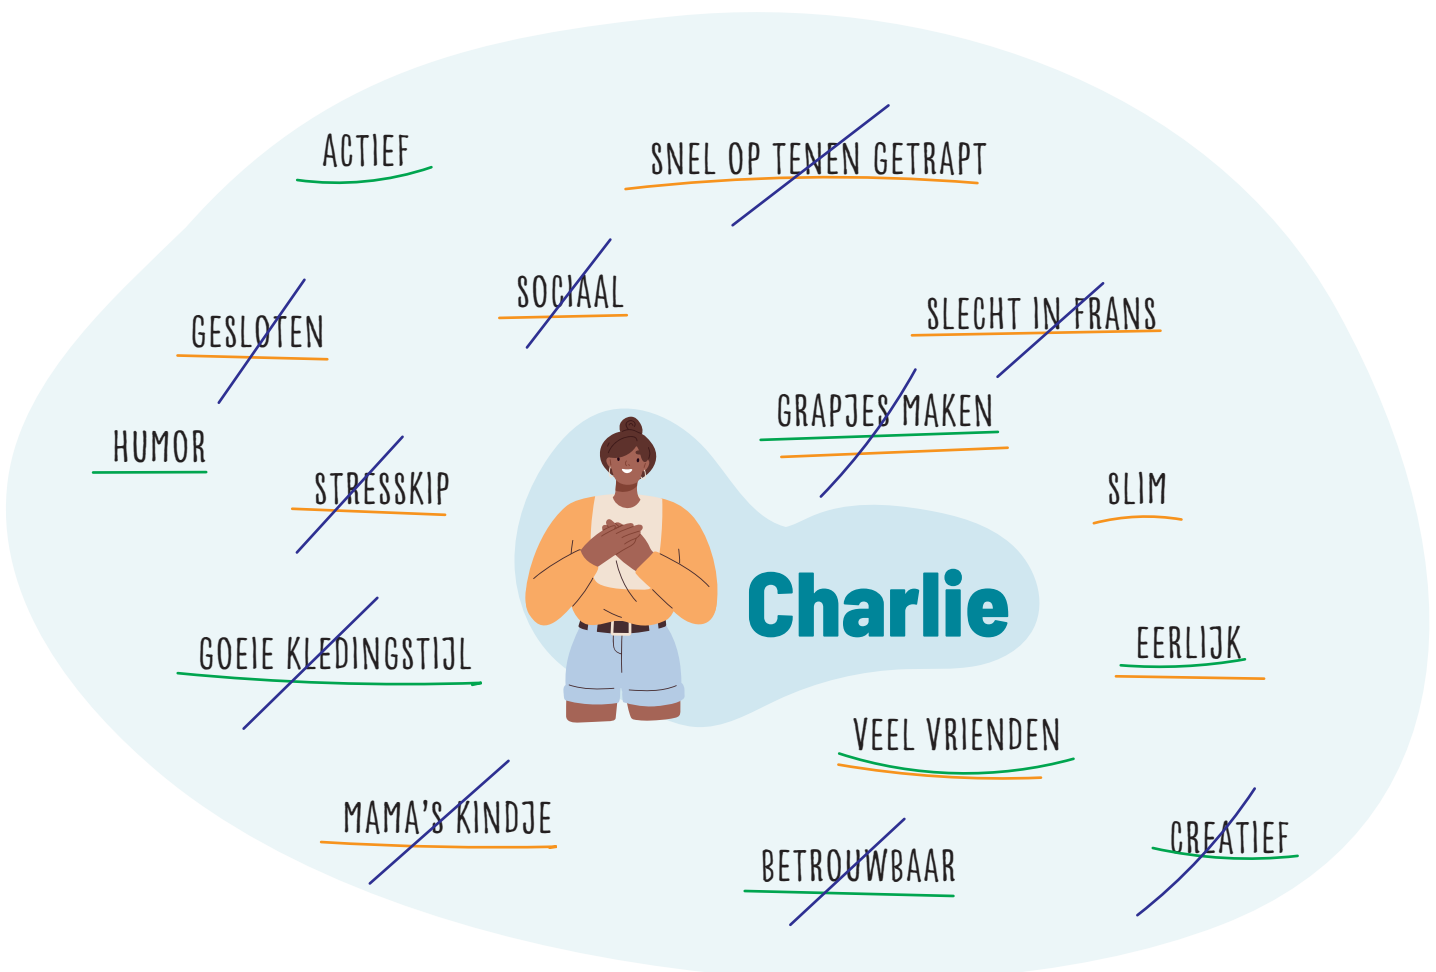 ACTIEF
SNEL OP TENEN GETRAPT
SOCIAAL
SLECHT IN FRANS
GESLOTEN
GRAPJES MAKEN
HUMOR
STRESSKIP
SLIM
Charlie
GOEIE KLEDINGSTIJL
EERLIJK
VEEL VRIENDEN
MAMA'S KINDJE
CREATIEF
BETROUWBAAR